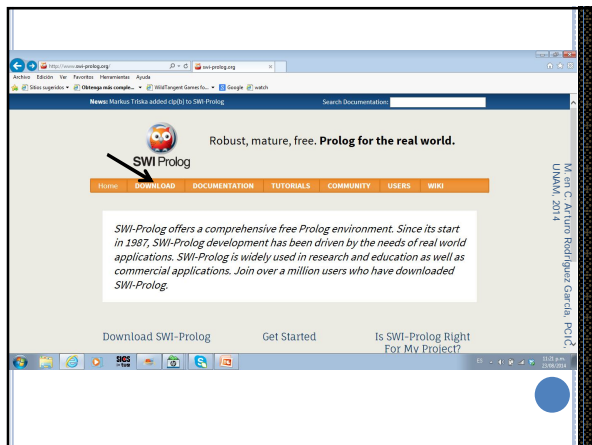 http://www.swi-prolog.org/
swi-prolog.org
Archivo Edición Ver Favoritos Herramientas Ayuda
Sitios sugeridos Obtenga más comple... WildTangent Games fo... Google watch
News: Markus Triska added clp(b) to SWI-Prolog
Search Documentation:
SWI Prolog
Robust, mature, free. Prolog for the real world.
Home DOWNLOAD DOCUMENTATION TUTORIALS COMMUNITY USERS WIKI
SWI-Prolog offers a comprehensive free Prolog environment. Since its start
in 1987, SWI-Prolog development has been driven by the needs of real world
applications. SWI-Prolog is widely used in research and education as well as
commercial applications. Join over a million users who have downloaded
SWI-Prolog.
Download SWI-Prolog
Get Started
Is SWI-Prolog Right
For My Project?
ES
11:21 p.m.
23/08/2014
M. en C. Arturo Rodríguez García, PCIC,
UNAM, 2014